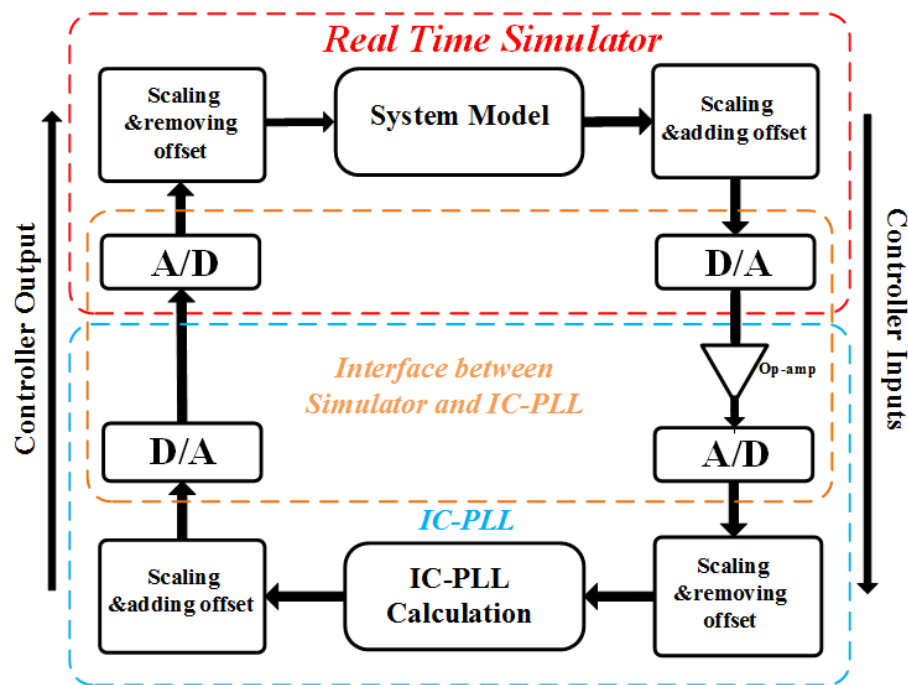 Real Time Simulator
Scaling
&removing
offset
System Model
Scaling
&adding offset
A/D
D/A
Controller Output
Controller Inputs
Interface between
Simulator and IC-PLL
Op-amp
D/A
A/D
IC-PLL
Scaling
&adding offset
IC-PLL
Calculation
Scaling
&removing
offset